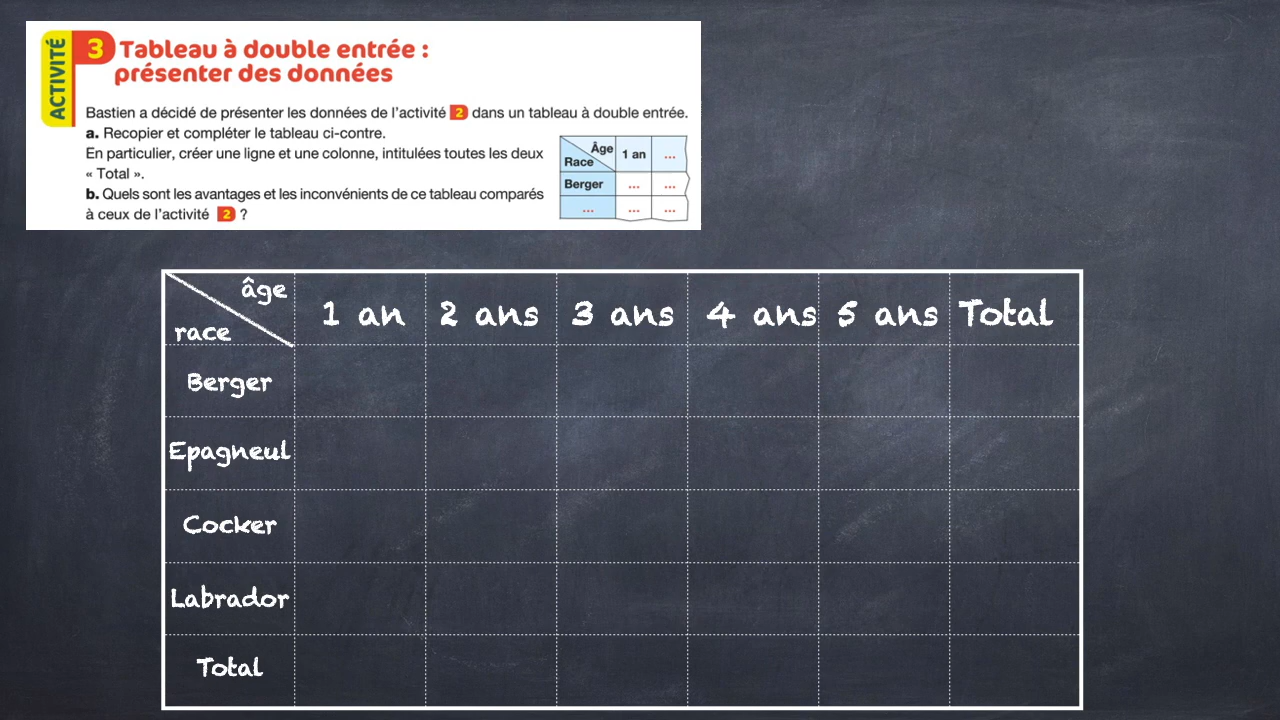 ACTIVITÉ
3 Tableau à double entrée :
présenter des données
Bastien a décidé de présenter les données de l'activité 2 dans un tableau à double entrée.
a. Recopier et compléter le tableau ci-contre.
En particulier, créer une ligne et une colonne, intitulées toutes les deux
« Total ».
b. Quels sont les avantages et les inconvénients de ce tableau comparés
à ceux de l'activité 2 ?
Âge
Race 1 an ...
Berger ... ...
... ... ...
âge
race
1 an 2 ans 3 ans 4 ans 5 ans Total
Berger
Epagneul
Cocker
Labrador
Total